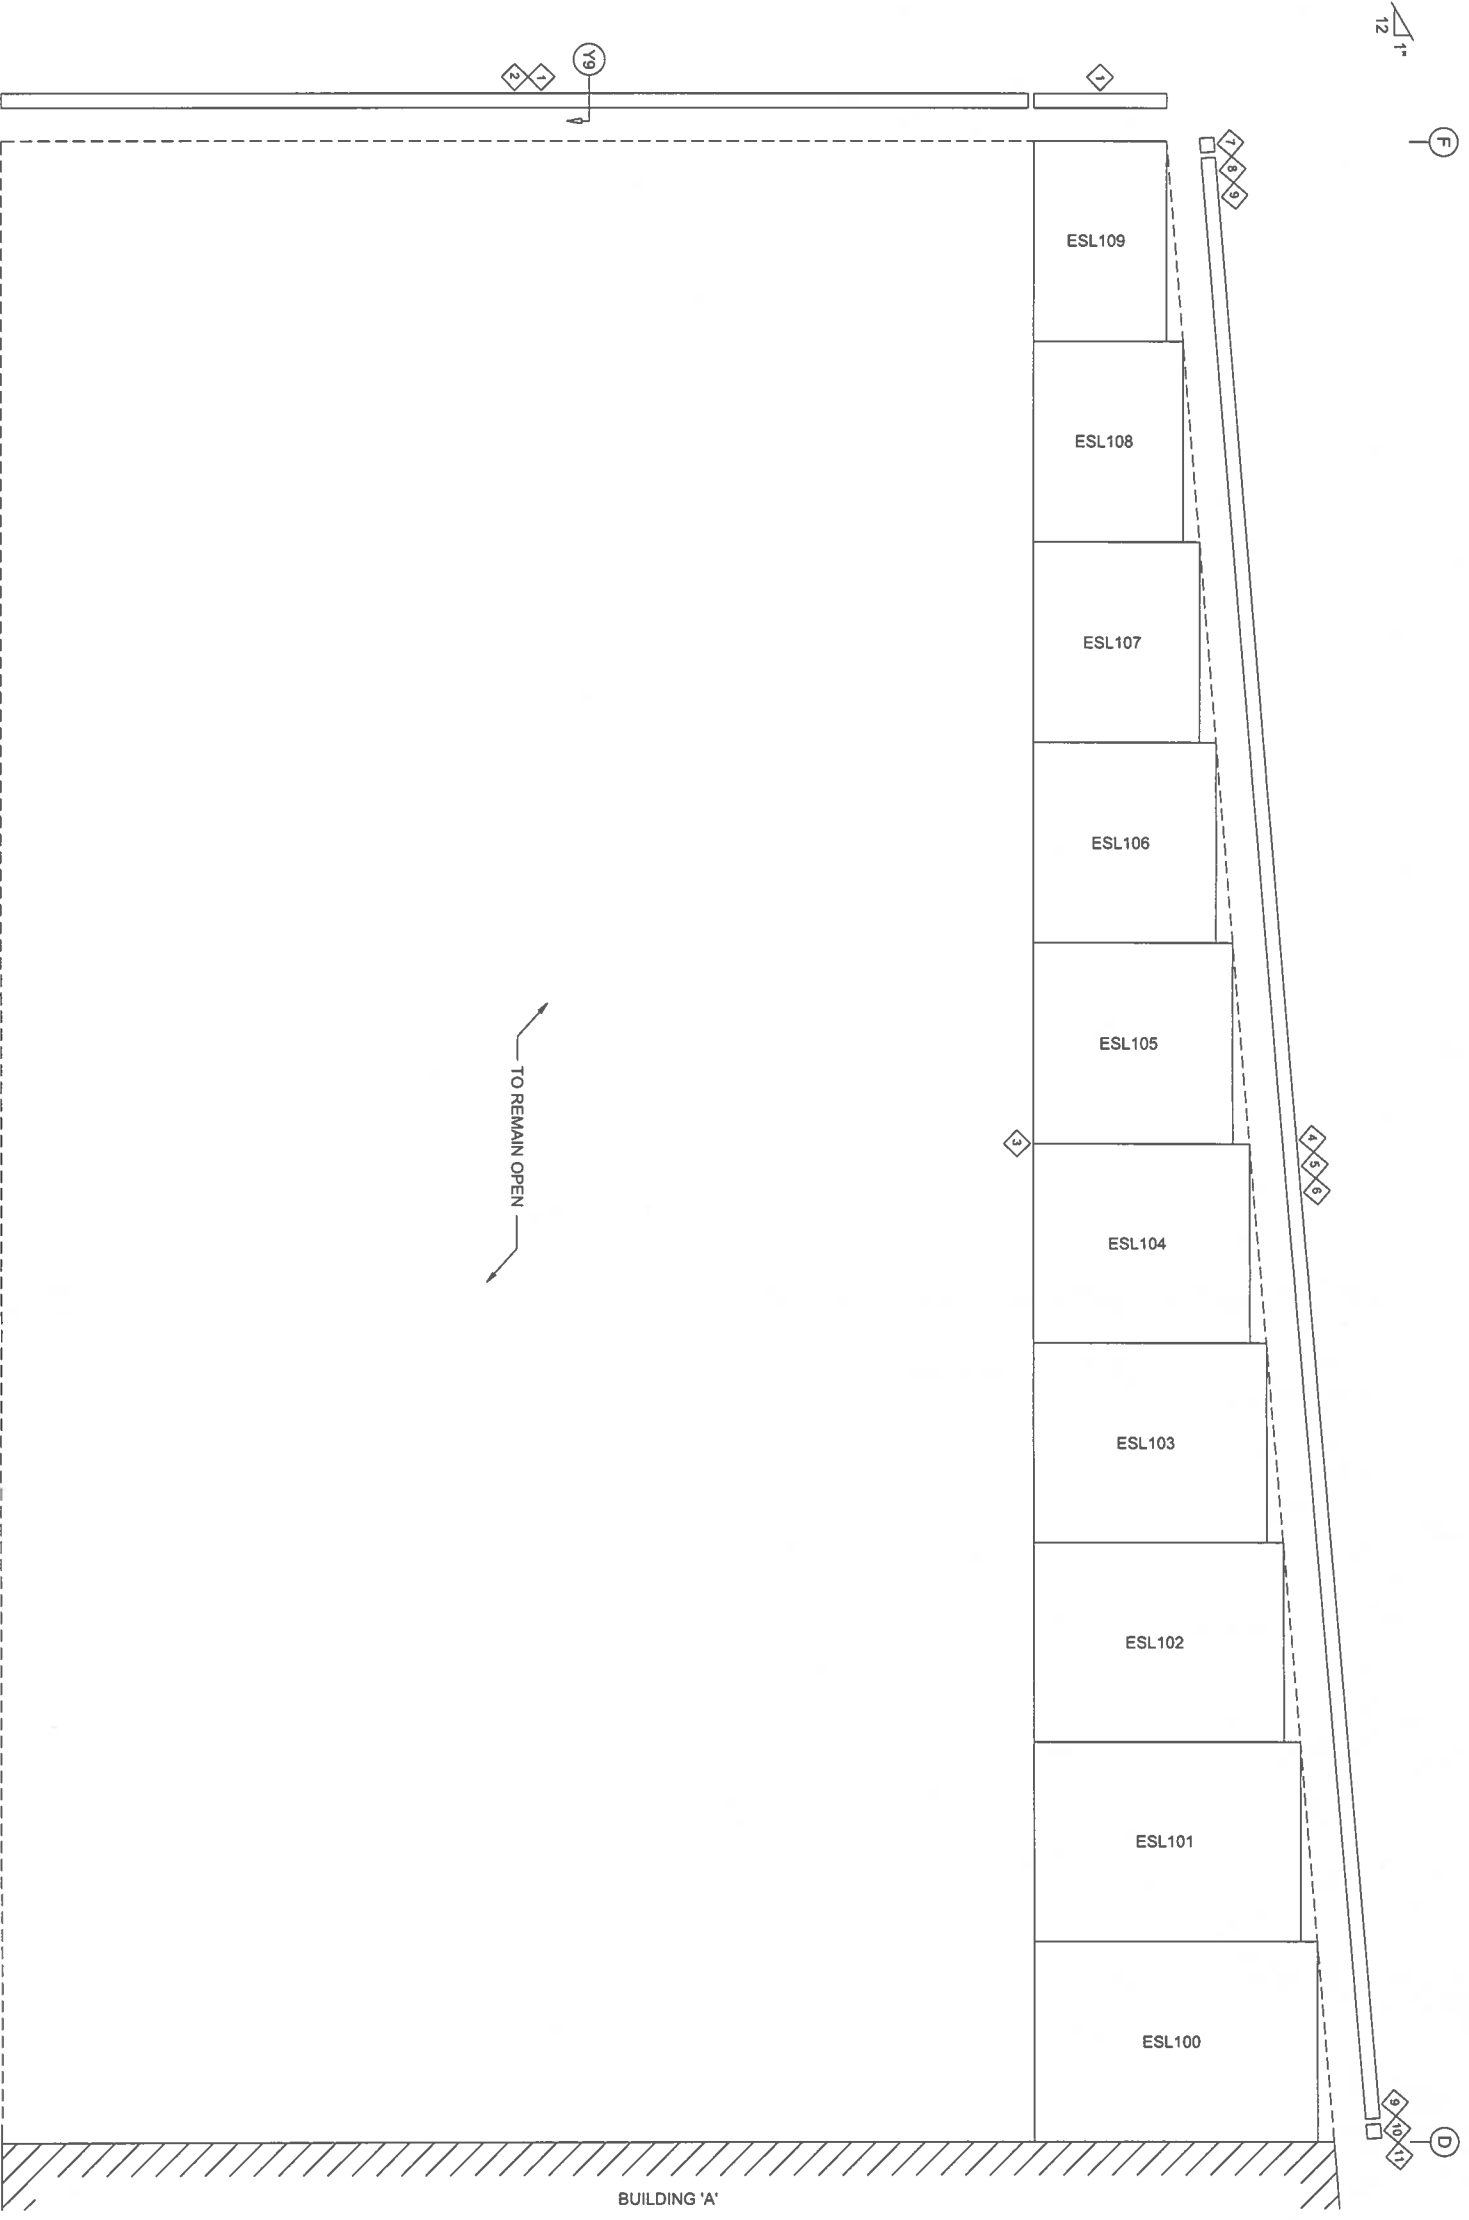 12
1"
F
Y9
2
1
1
7
8
9
ESL109
ESL108
ESL107
ESL106
ESL105
TO REMAIN OPEN
3
4
5
6
ESL104
ESL103
ESL102
ESL101
ESL100
9
10
11
D
BUILDING 'A'